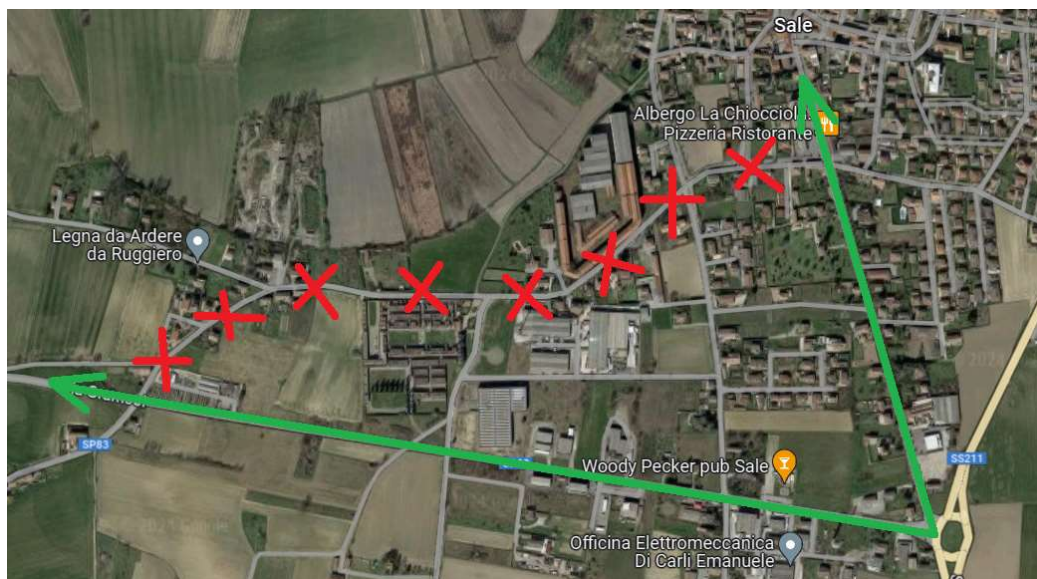 Sale
Albergo La Chiocciola
Pizzeria Ristorante
Legna da Ardere
da Ruggiero
SP83
SS211
Woody Pecker pub Sale
Officina Elettromeccanica
Di Carli Emanuele